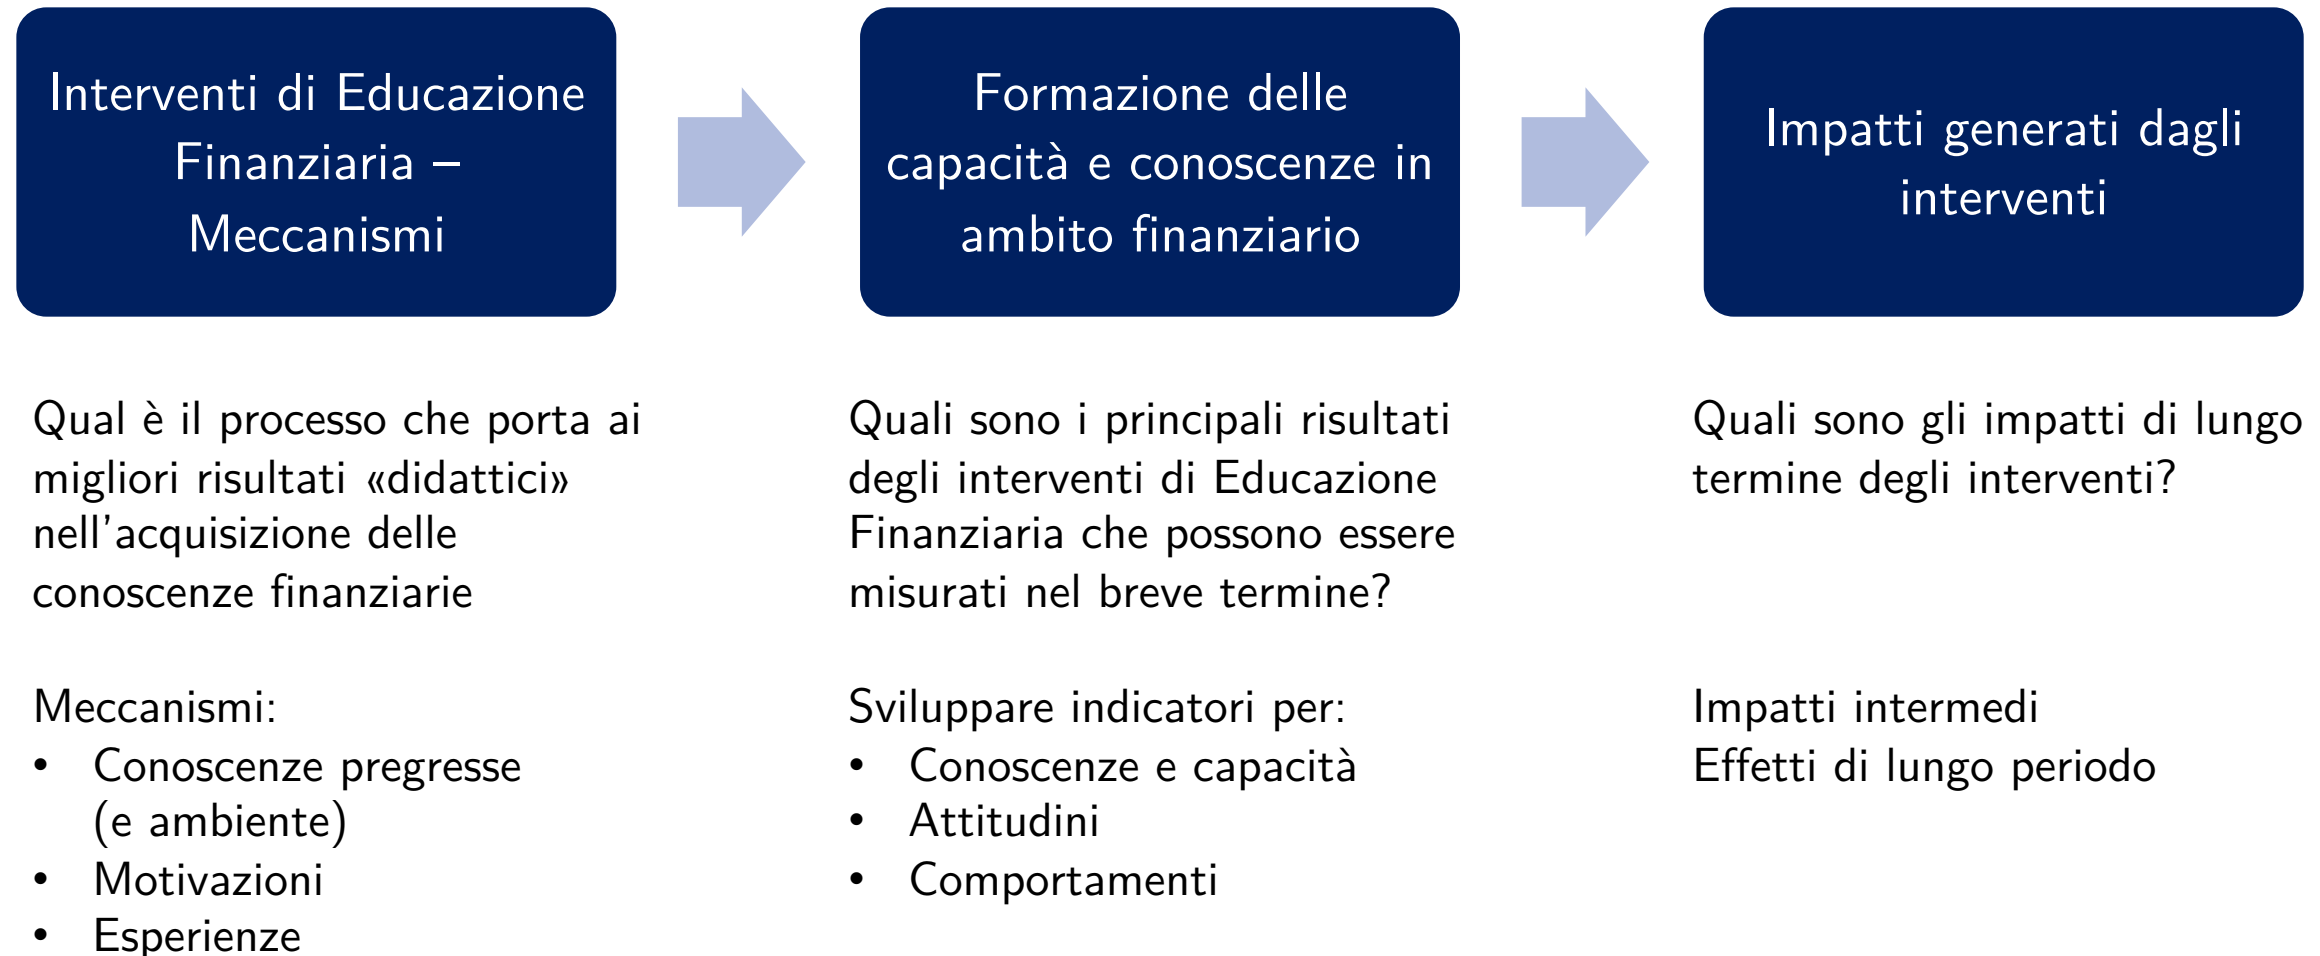 Interventi di Educazione
Finanziaria –
Meccanismi
Formazione delle
capacità e conoscenze in
ambito finanziario
Impatti generati dagli
interventi
Qual è il processo che porta ai
migliori risultati «didattici»
nell'acquisizione delle
conoscenze finanziarie
Meccanismi:
• Conoscenze pregresse
(e ambiente)
• Motivazioni
• Esperienze
Quali sono i principali risultati
degli interventi di Educazione
Finanziaria che possono essere
misurati nel breve termine?
Sviluppare indicatori per:
• Conoscenze e capacità
• Attitudini
• Comportamenti
Quali sono gli impatti di lungo
termine degli interventi?
Impatti intermedi
Effetti di lungo periodo